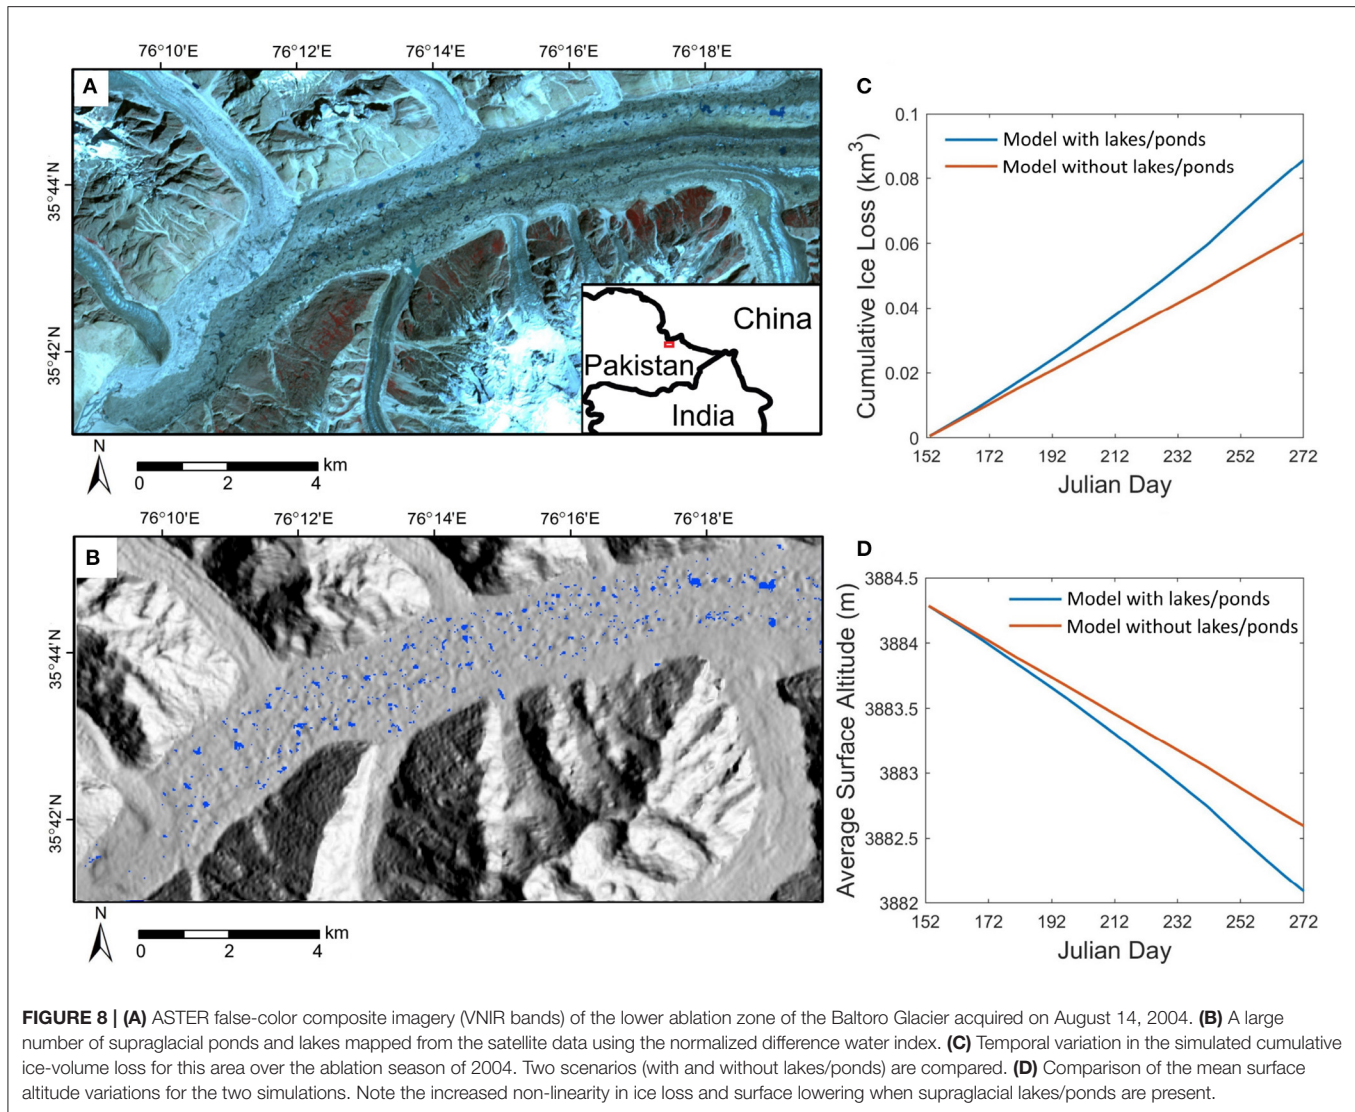 76°10'E 76°12'E 76°14'E 76°16'E 76°18'E
A
35°44'N
35°42'N
China
Pakistan
India
N
km
0 2 4
C
0.1
0.08
0.06
0.04
0.02
0
Cumulative Ice Loss (km³)
Model with lakes/ponds
Model without lakes/ponds
152 172 192 212 232 252 272
Julian Day
76°10'E 76°12'E 76°14'E 76°16'E 76°18'E
B
35°44'N
35°42'N
N
km
0 2 4
D
3884.5
3884
3883.5
3883
3882.5
3882
Average Surface Altitude (m)
Model with lakes/ponds
Model without lakes/ponds
152 172 192 212 232 252 272
Julian Day
FIGURE 8 | (A) ASTER false-color composite imagery (VNIR bands) of the lower ablation zone of the Baltoro Glacier acquired on August 14, 2004. (B) A large
number of supraglacial ponds and lakes mapped from the satellite data using the normalized difference water index. (C) Temporal variation in the simulated cumulative
ice-volume loss for this area over the ablation season of 2004. Two scenarios (with and without lakes/ponds) are compared. (D) Comparison of the mean surface
altitude variations for the two simulations. Note the increased non-linearity in ice loss and surface lowering when supraglacial lakes/ponds are present.